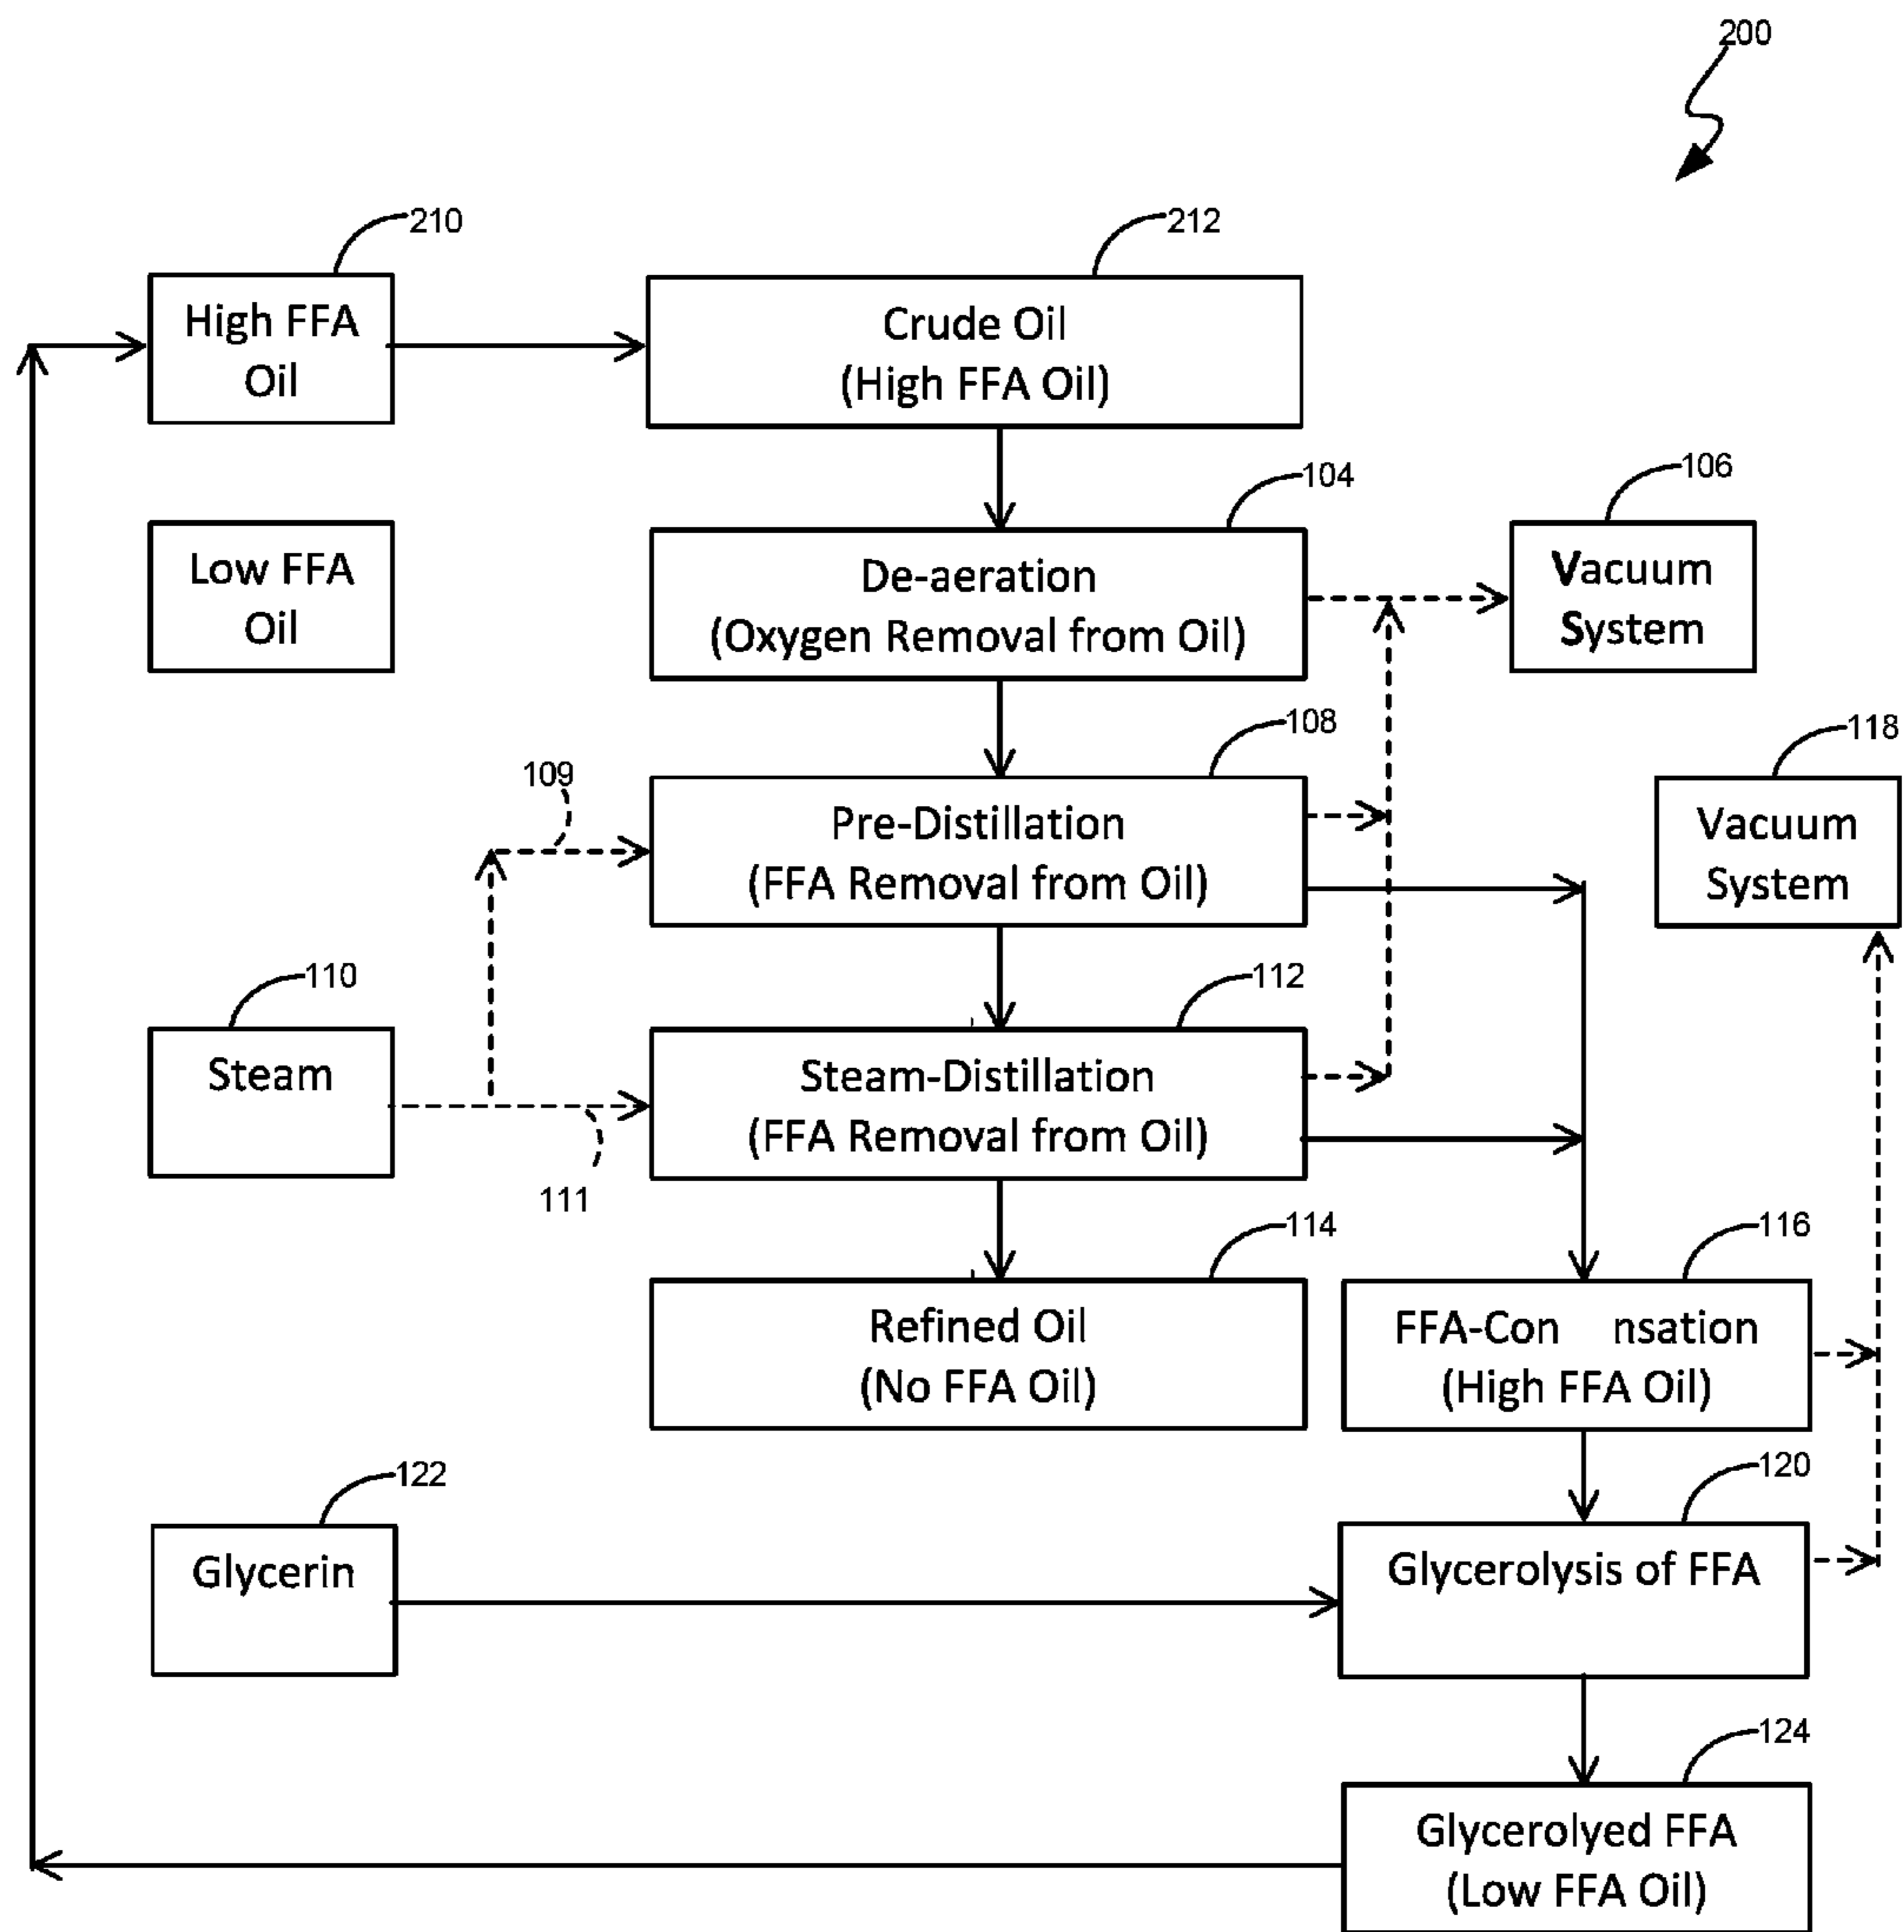 200
210
212
High FFA
Oil
Crude Oil
(High FFA Oil)
104
106
Low FFA
Oil
De-aeration
(Oxygen Removal from Oil)
Vacuum
System
108
118
109
Pre-Distillation
(FFA Removal from Oil)
Vacuum
System
110
112
Steam
Steam-Distillation
(FFA Removal from Oil)
111
114
116
Refined Oil
(No FFA Oil)
FFA-Con nsation
(High FFA Oil)
122
120
Glycerin
Glycerolysis of FFA
124
Glycerolyed FFA
(Low FFA Oil)